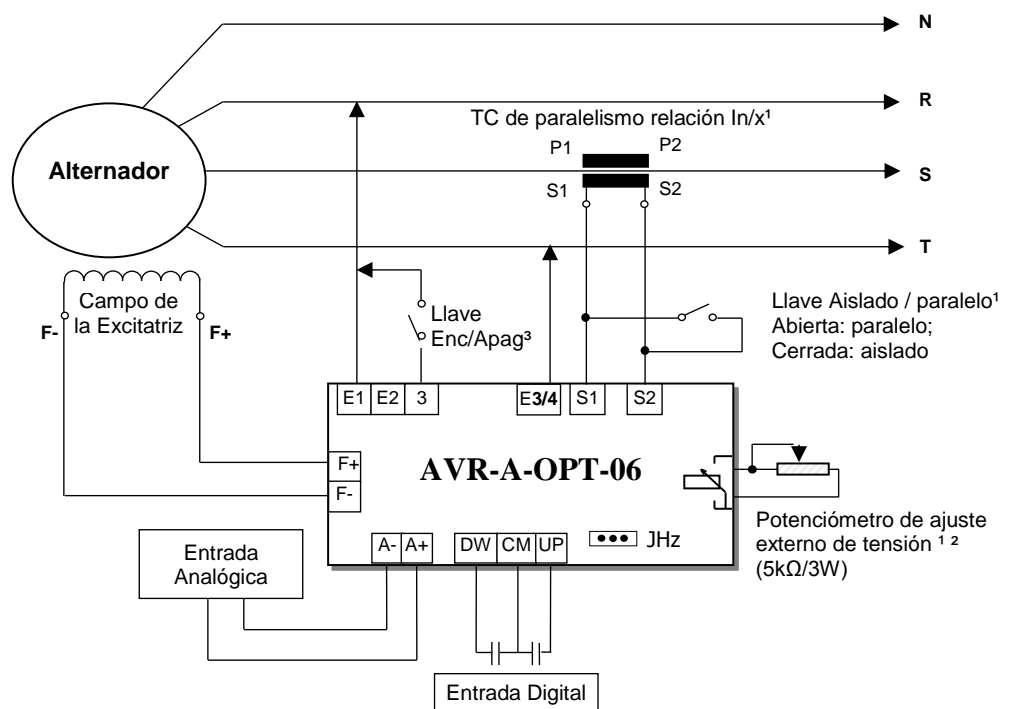 N
R
TC de paralelismo relación In/x¹
P1
P2
Alternador
S
S1
S2
T
Campo de
la Excitatriz
F-
F+
Llave
Enc/Apag³
Llave Aislado / paralelo¹
Abierta: paralelo;
Cerrada: aislado
E1
E2
3
E3/4
S1
S2
F+
AVR-A-OPT-06
F-
Potenciómetro de ajuste
externo de tensión ¹ ²
(5kΩ/3W)
A-
A+
DW
CM
UP
JHz
Entrada
Analógica
Entrada Digital